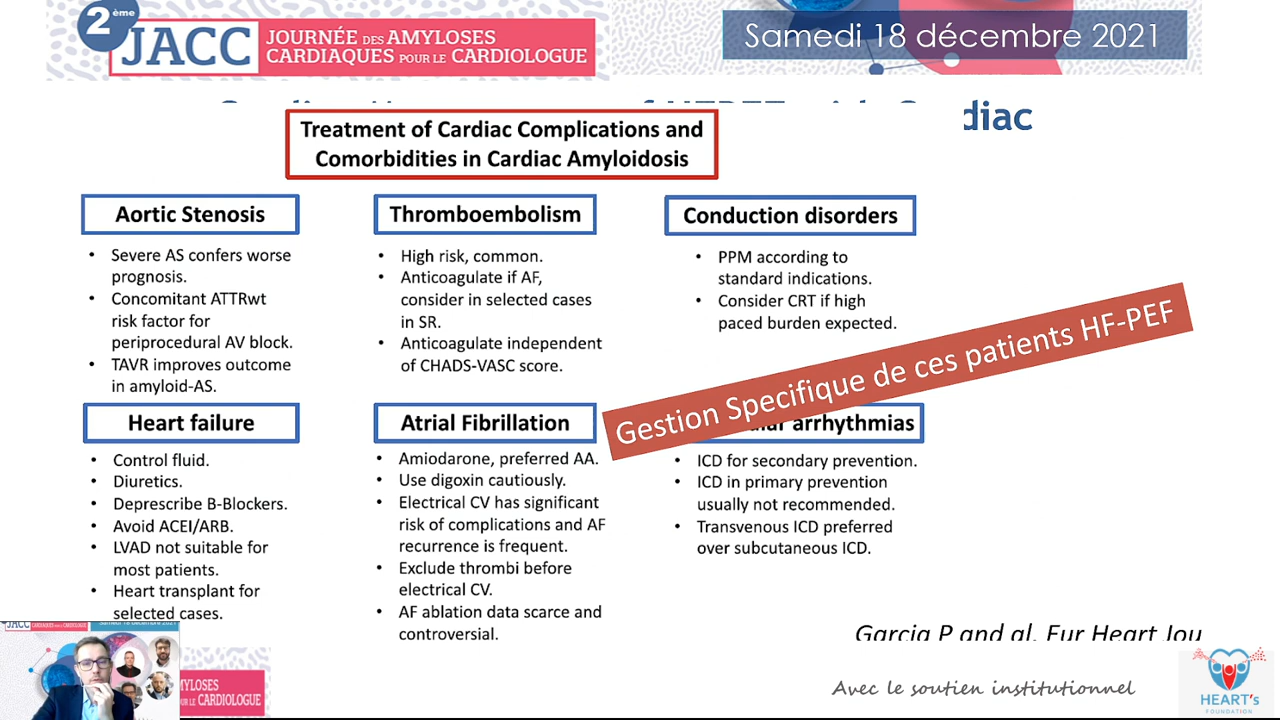 2ème
JACC
JOURNÉE DES AMYLOSES
CARDIAQUES POUR LE CARDIOLOGUE
Samedi 18 décembre 2021
diac
Treatment of Cardiac Complications and
Comorbidities in Cardiac Amyloidosis
Aortic Stenosis
• Severe AS confers worse
prognosis.
• Concomitant ATTRwt
risk factor for
periprocedural AV block.
• TAVR improves outcome
in amyloid-AS.
Thromboembolism
• High risk, common.
• Anticoagulate if AF,
consider in selected cases
in SR.
• Anticoagulate independent
of CHADS-VASC score.
Conduction disorders
• PPM according to
standard indications.
• Consider CRT if high
paced burden expected.
Gestion Specifique de ces patients HF-PEF
Heart failure
• Control fluid.
• Diuretics.
• Deprescribe B-Blockers.
• Avoid ACEI/ARB.
• LVAD not suitable for
most patients.
• Heart transplant for
selected cases.
Atrial Fibrillation
• Amiodarone, preferred AA.
• Use digoxin cautiously.
• Electrical CV has significant
risk of complications and AF
recurrence is frequent.
• Exclude thrombi before
electrical CV.
• AF ablation data scarce and
controversial.
arrhythmias
• ICD for secondary prevention.
• ICD in primary prevention
usually not recommended.
• Transvenous ICD preferred
over subcutaneous ICD.
Garcia P and al. Eur Heart Jou
JACC
MYLOSES
CARDIOLOGUE
Avec le soutien institutionnel
HEART's
FOUNDATION